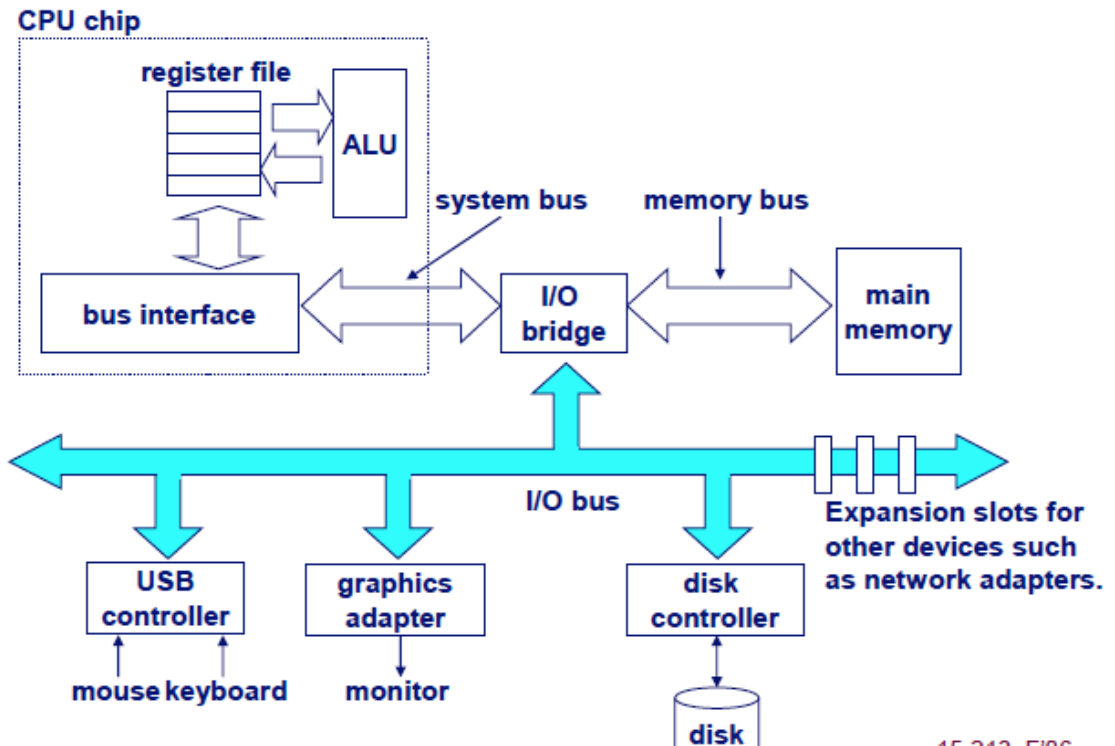 CPU chip
register file
ALU
system bus
memory bus
bus interface
I/O
bridge
main
memory
I/O bus
Expansion slots for
other devices such
as network adapters.
USB
controller
graphics
adapter
disk
controller
mouse keyboard
monitor
disk